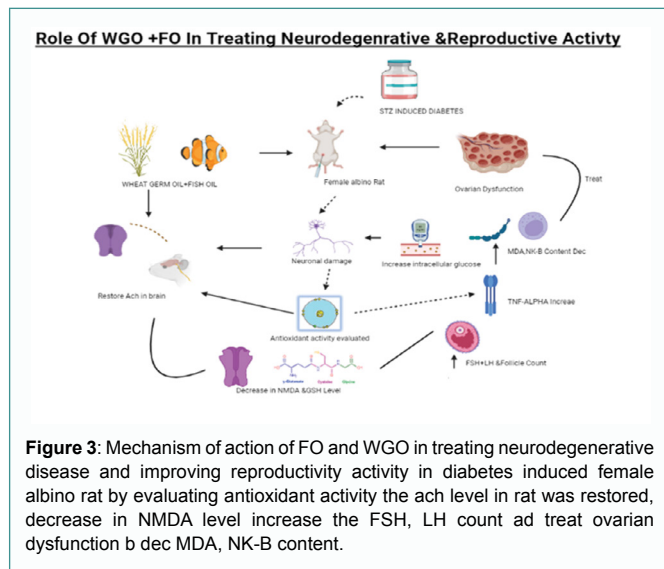 Role Of WGO +FO In Treating Neurodegenrative &Reproductive Activty
STZ INDUCED DIABETES
WHEAT GERM OIL+FISH OIL
Female albino Rat
Ovarian Dysfunction
Treat
Neuronal damage
Increase intracellular glucose
MDA,NK-B Content Dec
Restore Ach in brain
TNF-ALPHA Increae
Antioxidant activity evaluated
FSH+LH &Follicle Count
Decrease in NMDA &GSH Level
Figure 3: Mechanism of action of FO and WGO in treating neurodegenerative
disease and improving reproductivity activity in diabetes induced female
albino rat by evaluating antioxidant activity the ach level in rat was restored,
decrease in NMDA level increase the FSH, LH count ad treat ovarian
dysfunction b dec MDA, NK-B content.